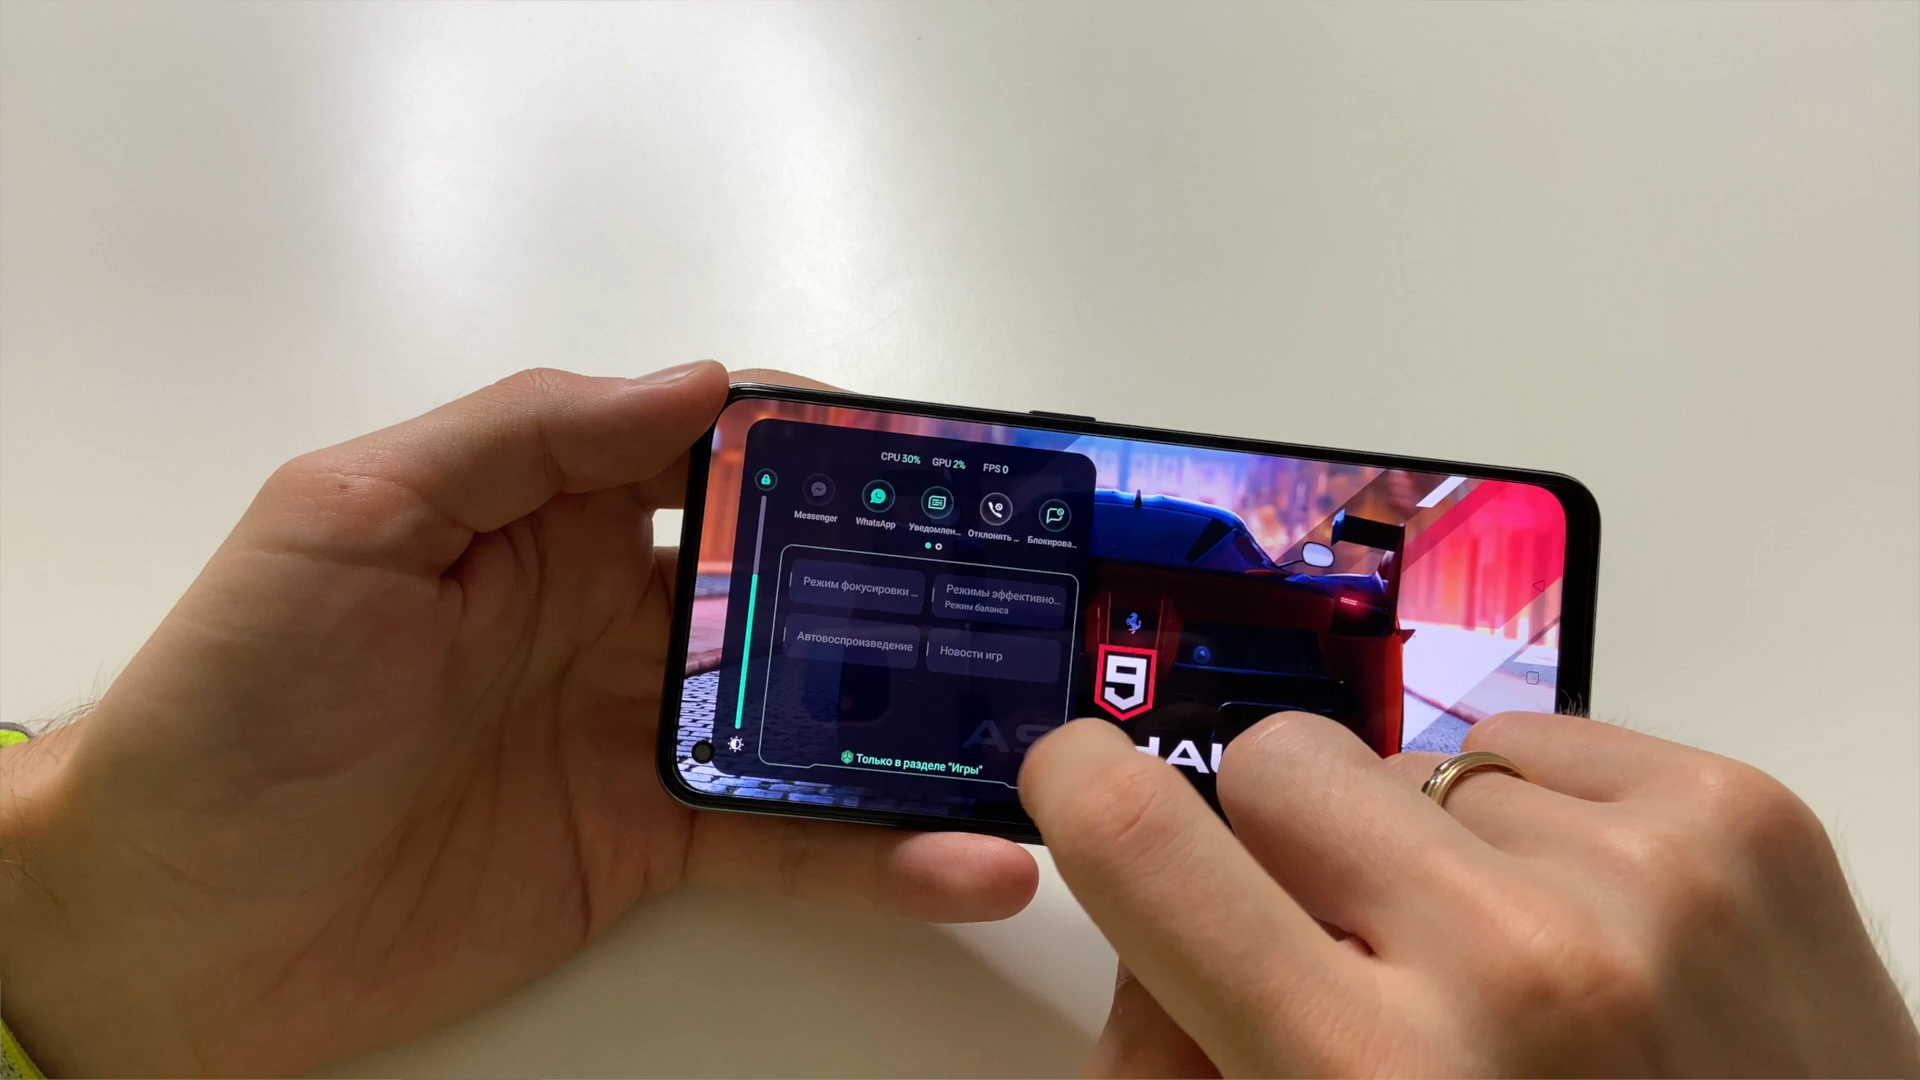 CPU 30% GPU 2% FPS 0
Messenger WhatsApp Уведомлен... Отклонять ... Блокирова...
Режим фокусировки ... Режимы эффективно...
Режим баланса
Автовоспроизведение Новости игр
Только в разделе "Игры"
9